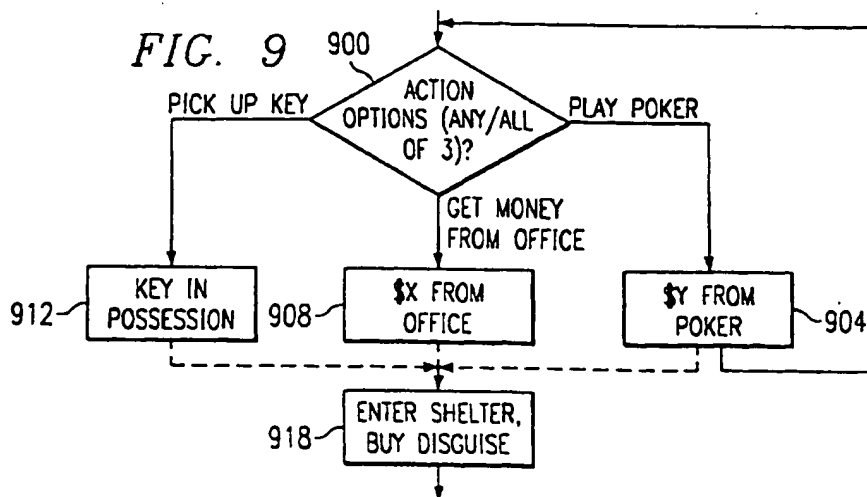 FIG. 9
900
ACTION
OPTIONS (ANY/ALL
OF 3)?
PICK UP KEY
PLAY POKER
GET MONEY
FROM OFFICE
912
KEY IN
POSSESSION
908
$X FROM
OFFICE
$Y FROM
POKER
904
918
ENTER SHELTER,
BUY DISGUISE